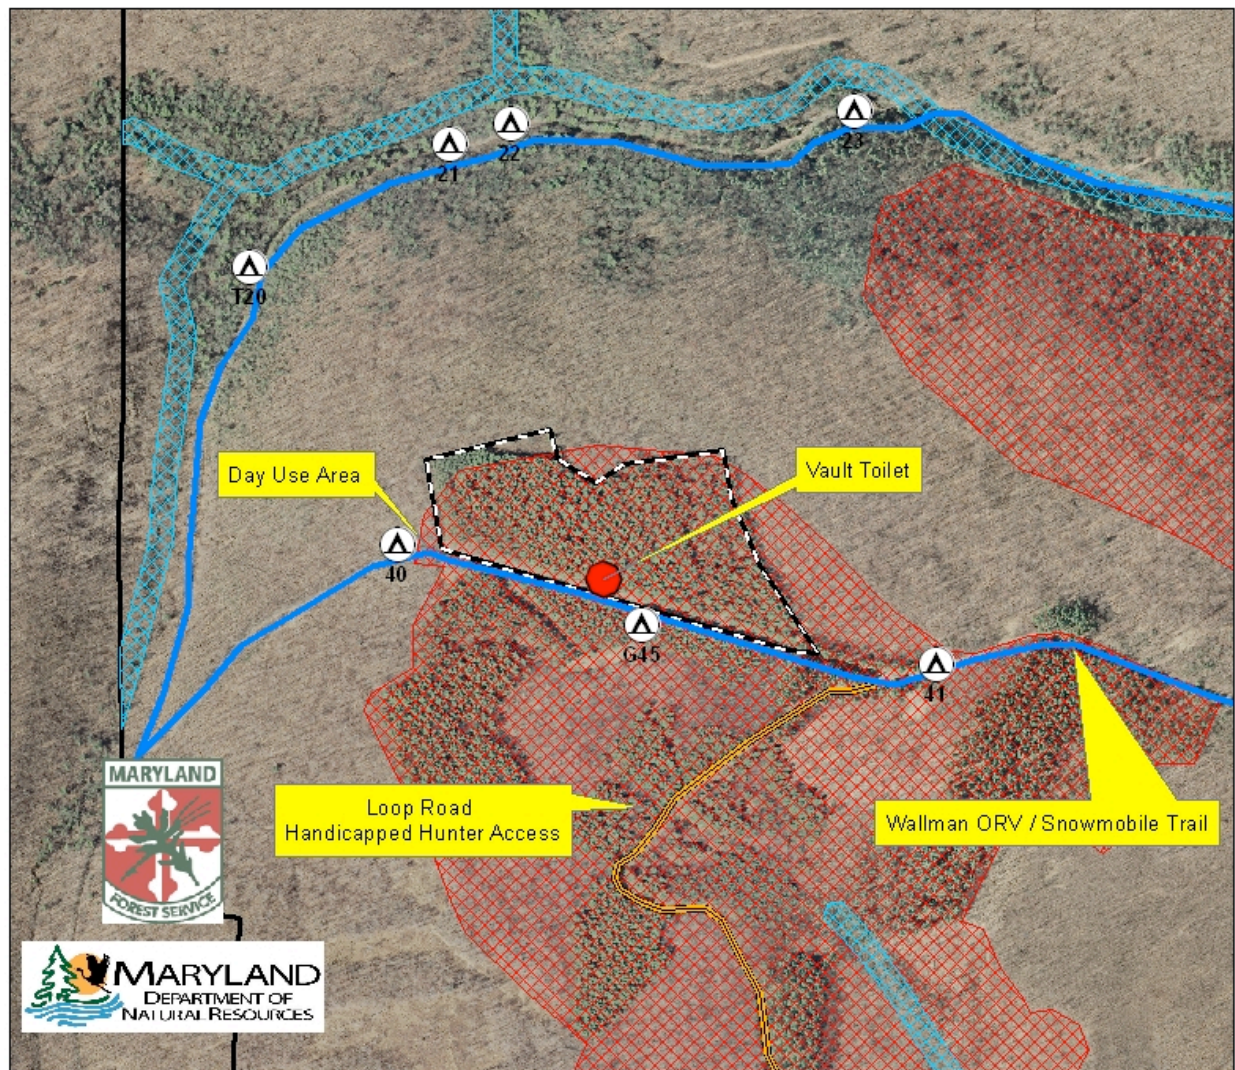 22
23
21
T20
Day Use Area
Vault Toilet
40
G45
41
MARYLAND
FOREST SERVICE
Loop Road
Handicapped Hunter Access
Wallman ORV / Snowmobile Trail
MARYLAND
DEPARTMENT OF
NATURAL RESOURCES